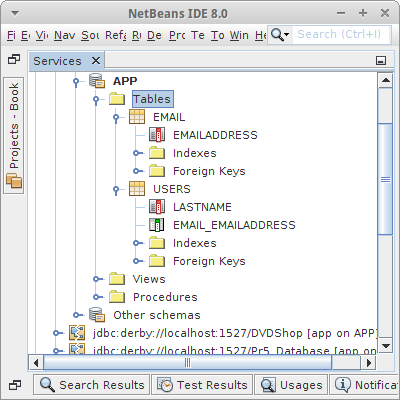 NetBeans IDE 8.0
Fi Ec Vie Nav Sou Refa Ru De Pro Te To Win He Search (Ctrl+I)
Services
Projects - Book
APP
Tables
EMAIL
EMAILADDRESS
Indexes
Foreign Keys
USERS
LASTNAME
EMAIL_EMAILADDRESS
Indexes
Foreign Keys
Views
Procedures
Other schemas
jdbc:derby://localhost:1527/DVDShop [app on APP]
jdbc:derby://localhost:1527/Pr5_Database [app on
Search Results Test Results Usages Notificat